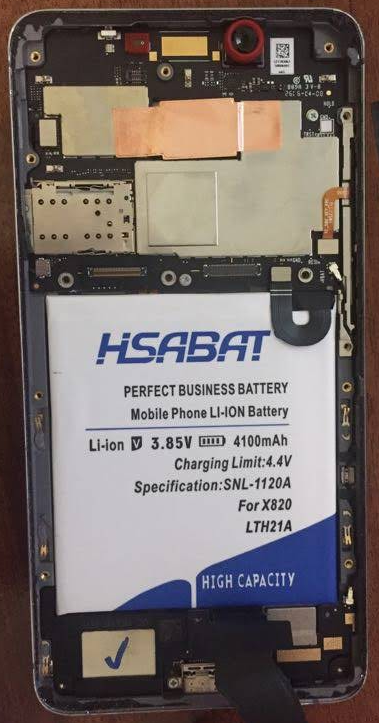 HSABAT
PERFECT BUSINESS BATTERY
Mobile Phone LI-ION Battery
Li-ion V 3.85V 4100mAh
Charging Limit:4.4V
Specification:SNL-1120A
For X820
LTH21A
HIGH CAPACITY